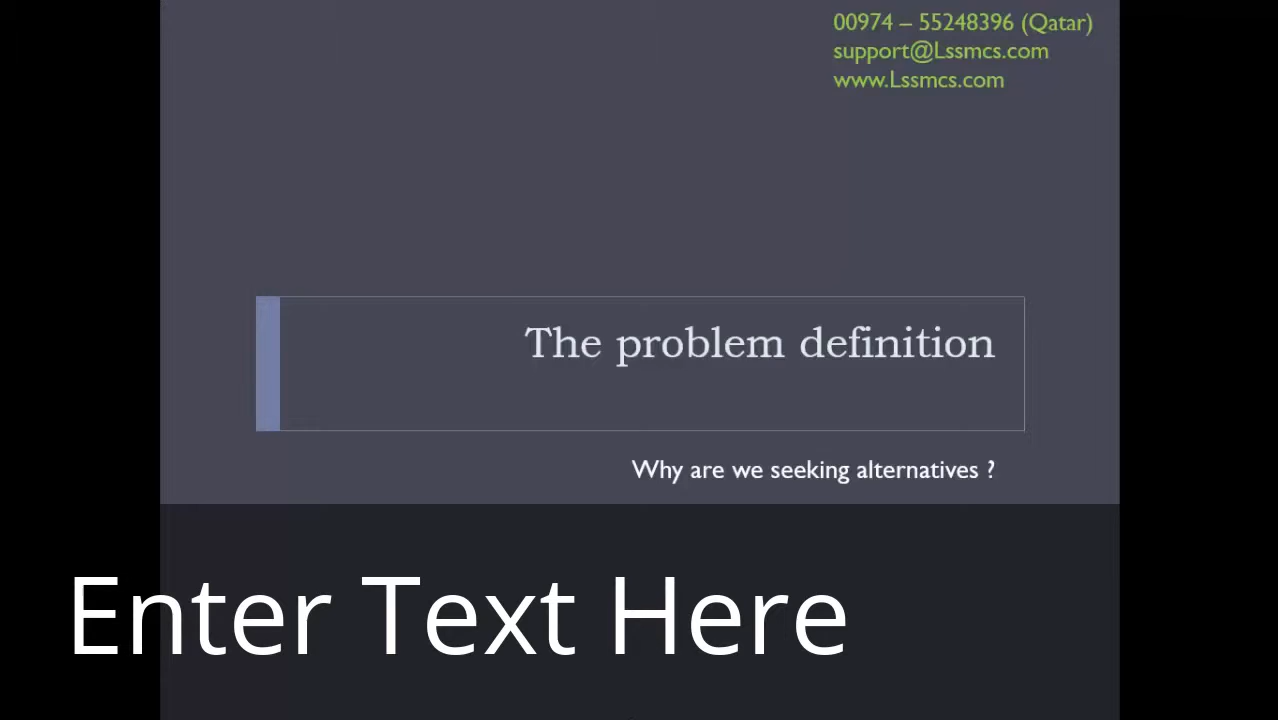 00974 – 55248396 (Qatar)
support@Lssmcs.com
www.Lssmcs.com
The problem definition
Why are we seeking alternatives ?
Enter Text Here